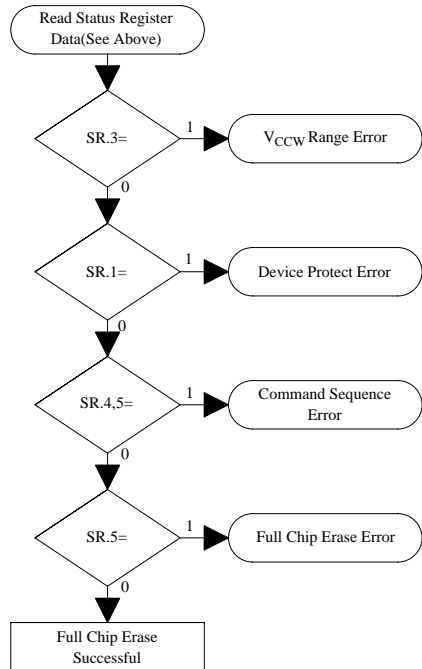 Read Status Register
Data(See Above)
SR.3=
1
VCCW Range Error
0
SR.1=
1
Device Protect Error
0
SR.4,5=
1
Command Sequence
Error
0
SR.5=
1
Full Chip Erase Error
0
Full Chip Erase
Successful